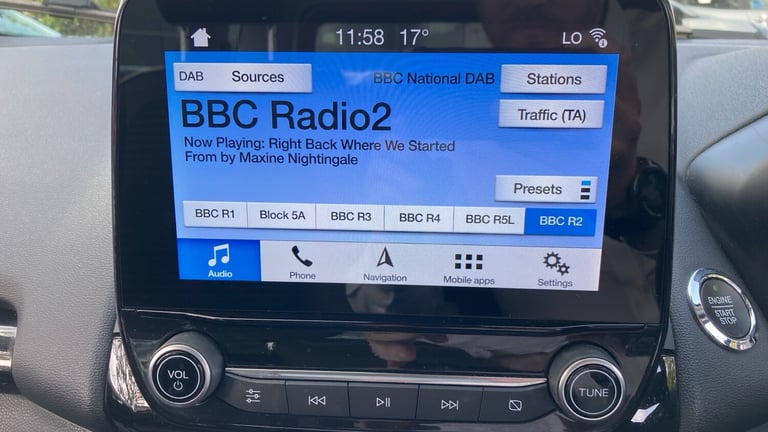 11:58 17° LO
DAB Sources BBC National DAB Stations
BBC Radio2
Traffic (TA)
Now Playing: Right Back Where We Started
From by Maxine Nightingale
Presets
BBC R1 Block 5A BBC R3 BBC R4 BBC R5L BBC R2
Audio Phone Navigation Mobile apps Settings
ENGINE
START
STOP
VOL
TUNE